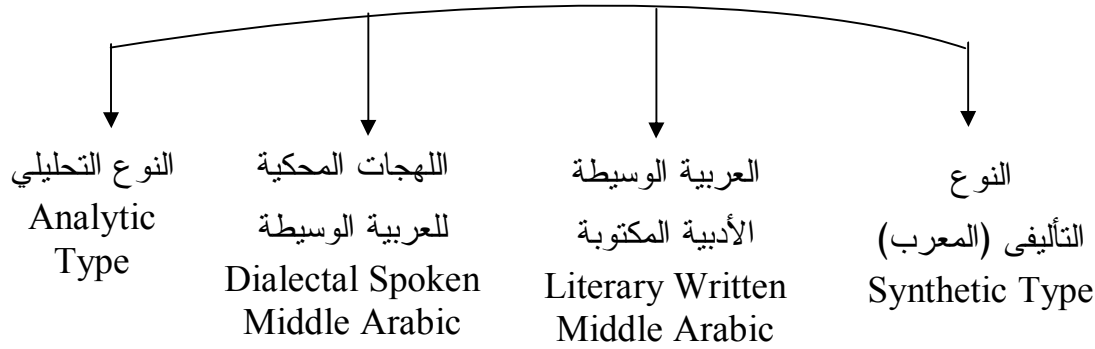 النوع
التأليفى (المعرب)
Synthetic Type
العربية الوسيطة
الأدبية المكتوبة
Literary Written
Middle Arabic
اللهجات المحكية
للعربية الوسيطة
Dialectal Spoken
Middle Arabic
النوع التحليلي
Analytic
Type